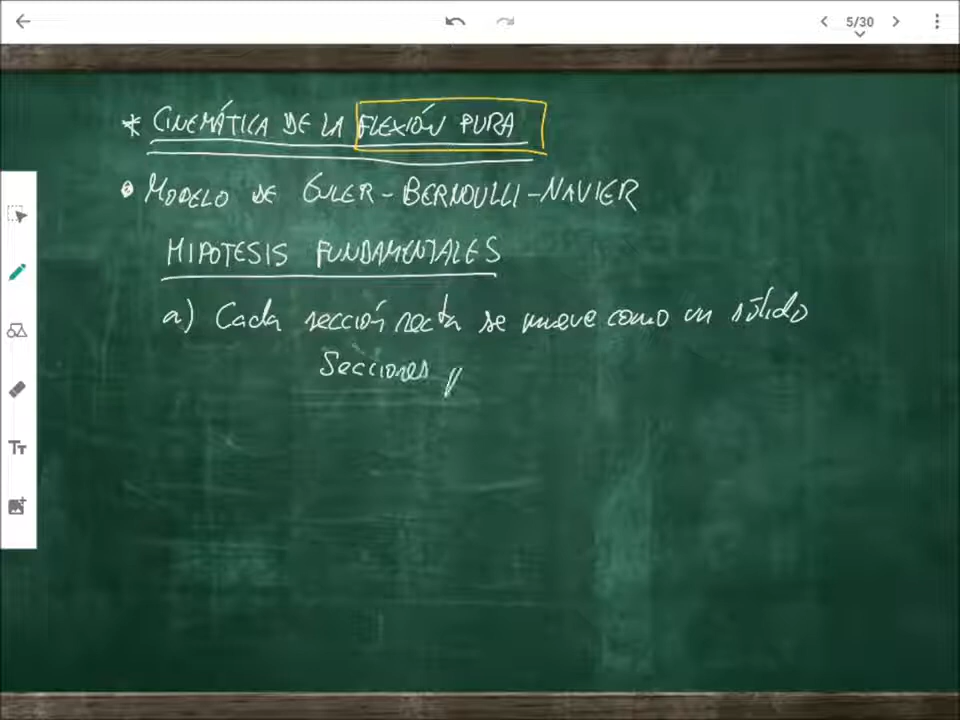 5/30
* CINEMÁTICA DE LA FLEXIÓN PURA
• MODELO DE EULER-BERNOULLI-NAVIER
HIPOTESIS FUNDAMENTALES
a) Cada sección recta se mueve como un sólido
Secciones p
Tт